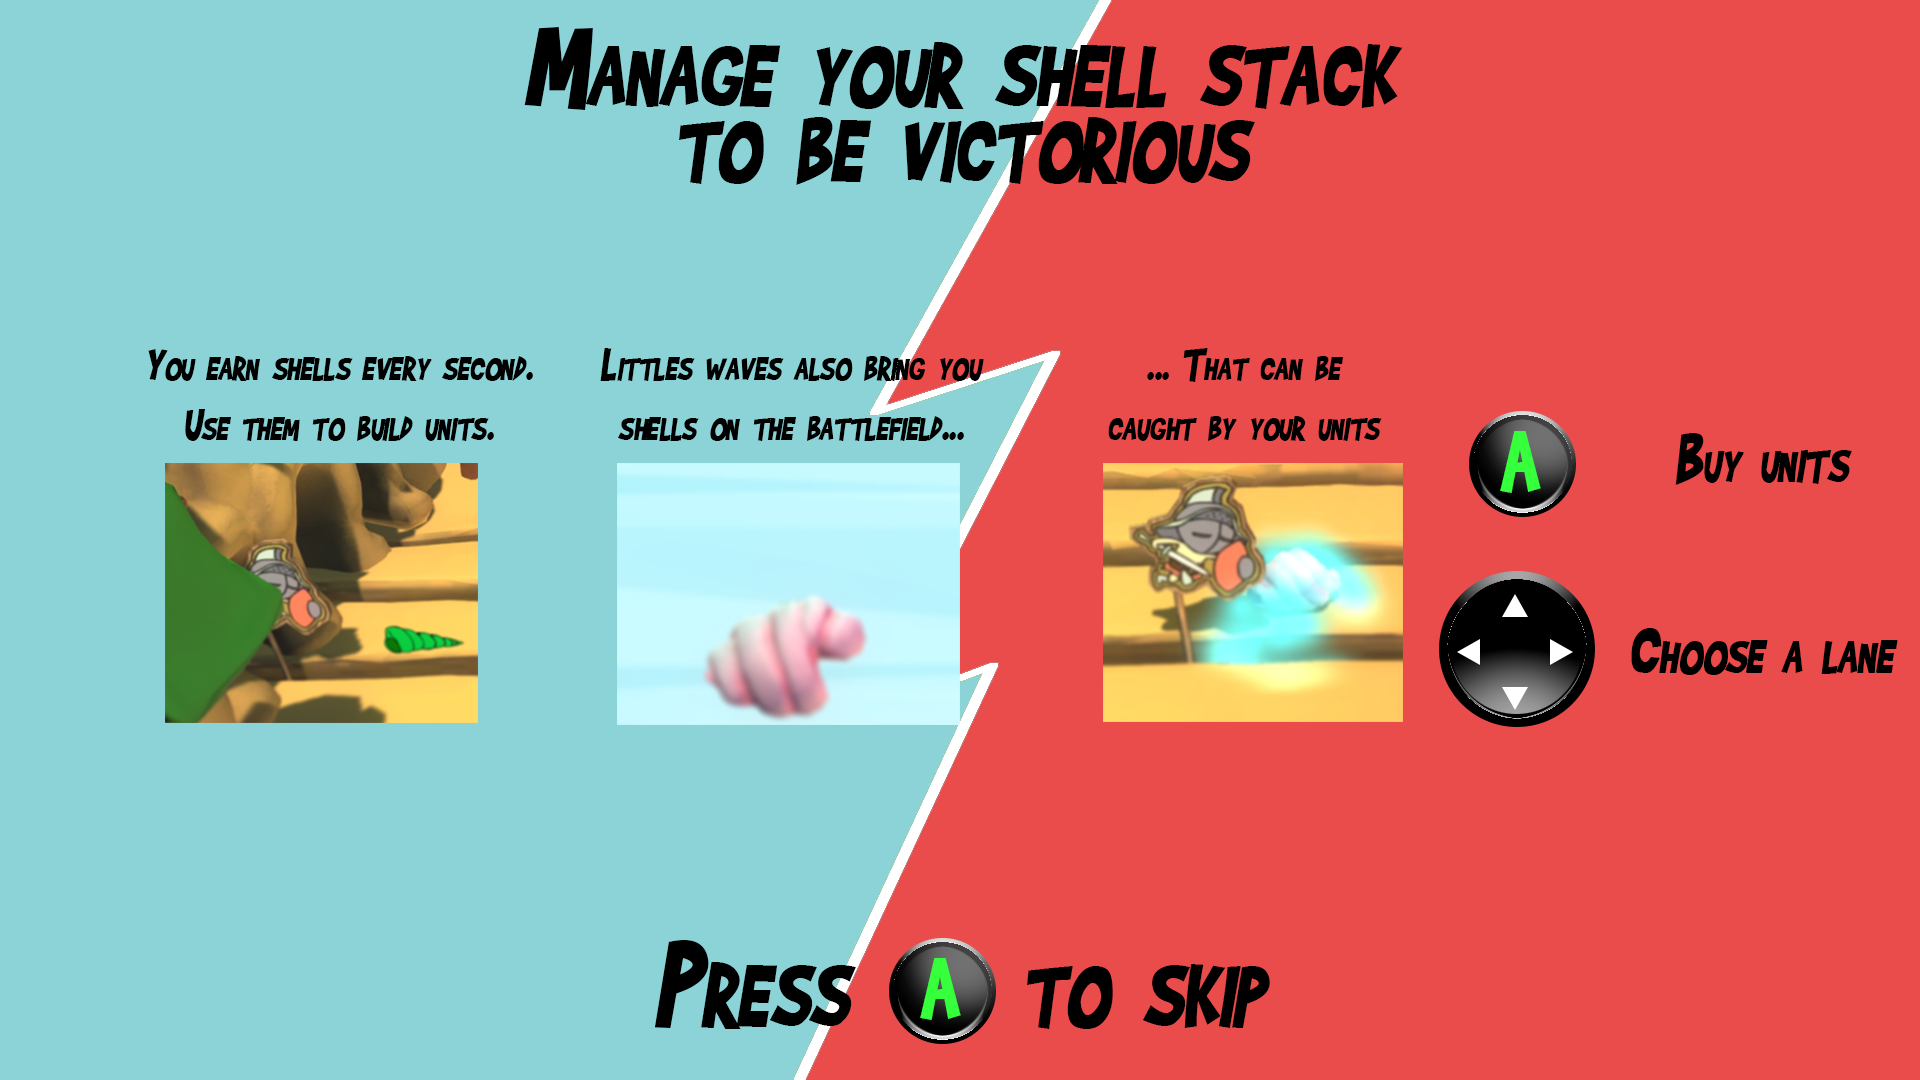 Manage your shell stack
to be victorious
You earn shells every second.
Use them to build units.
Littles waves also bring you
shells on the battlefield...
... That can be
caught by your units
A Buy units
Choose a lane
Press A to skip